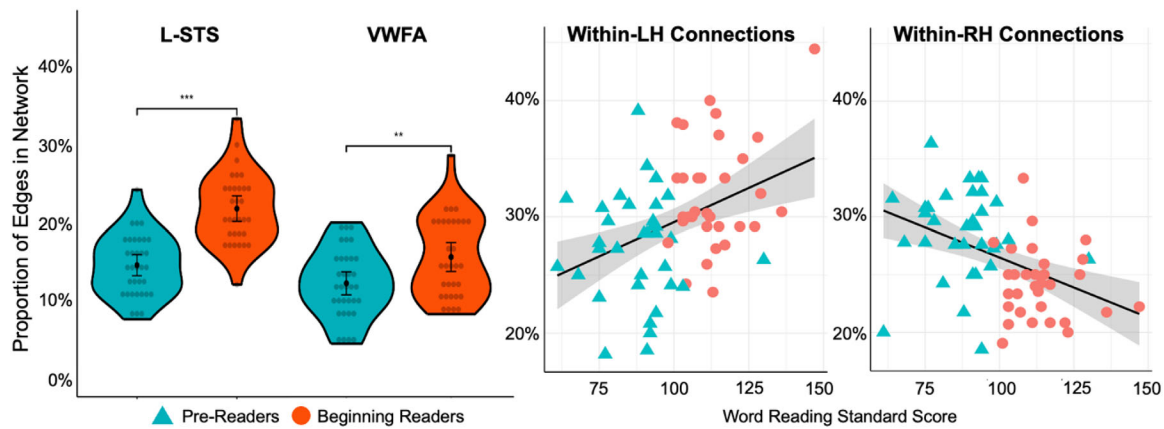 L-STS
VWFA
Within-LH Connections
Within-RH Connections
Proportion of Edges in Network
40%
30%
20%
10%
0%
***
**
40%
30%
20%
75
100
125
150
40%
30%
20%
75
100
125
150
Pre-Readers
Beginning Readers
Word Reading Standard Score